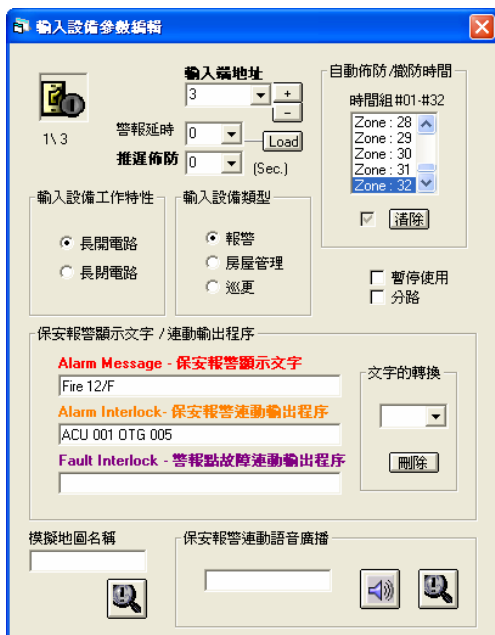 輸入設備參數編輯
輸入端地址
3
+
-
1\ 3
警報延時
0
Load
推遲佈防
0
(Sec.)
自動佈防/撤防時間
時間組#01-#32
Zone : 28
Zone : 29
Zone : 30
Zone : 31
Zone : 32
清除
輸入設備工作特性
長開電路
長閉電路
輸入設備類型
報警
房屋管理
巡更
暫停使用
分路
保安報警顯示文字 / 連動輸出程序
Alarm Message - 保安報警顯示文字
Fire 12/F
Alarm Interlock- 保安報警連動輸出程序
ACU 001 OTG 005
Fault Interlock - 警報點故障連動輸出程序
文字的轉換
刪除
模擬地圖名稱
保安報警連動語音廣播